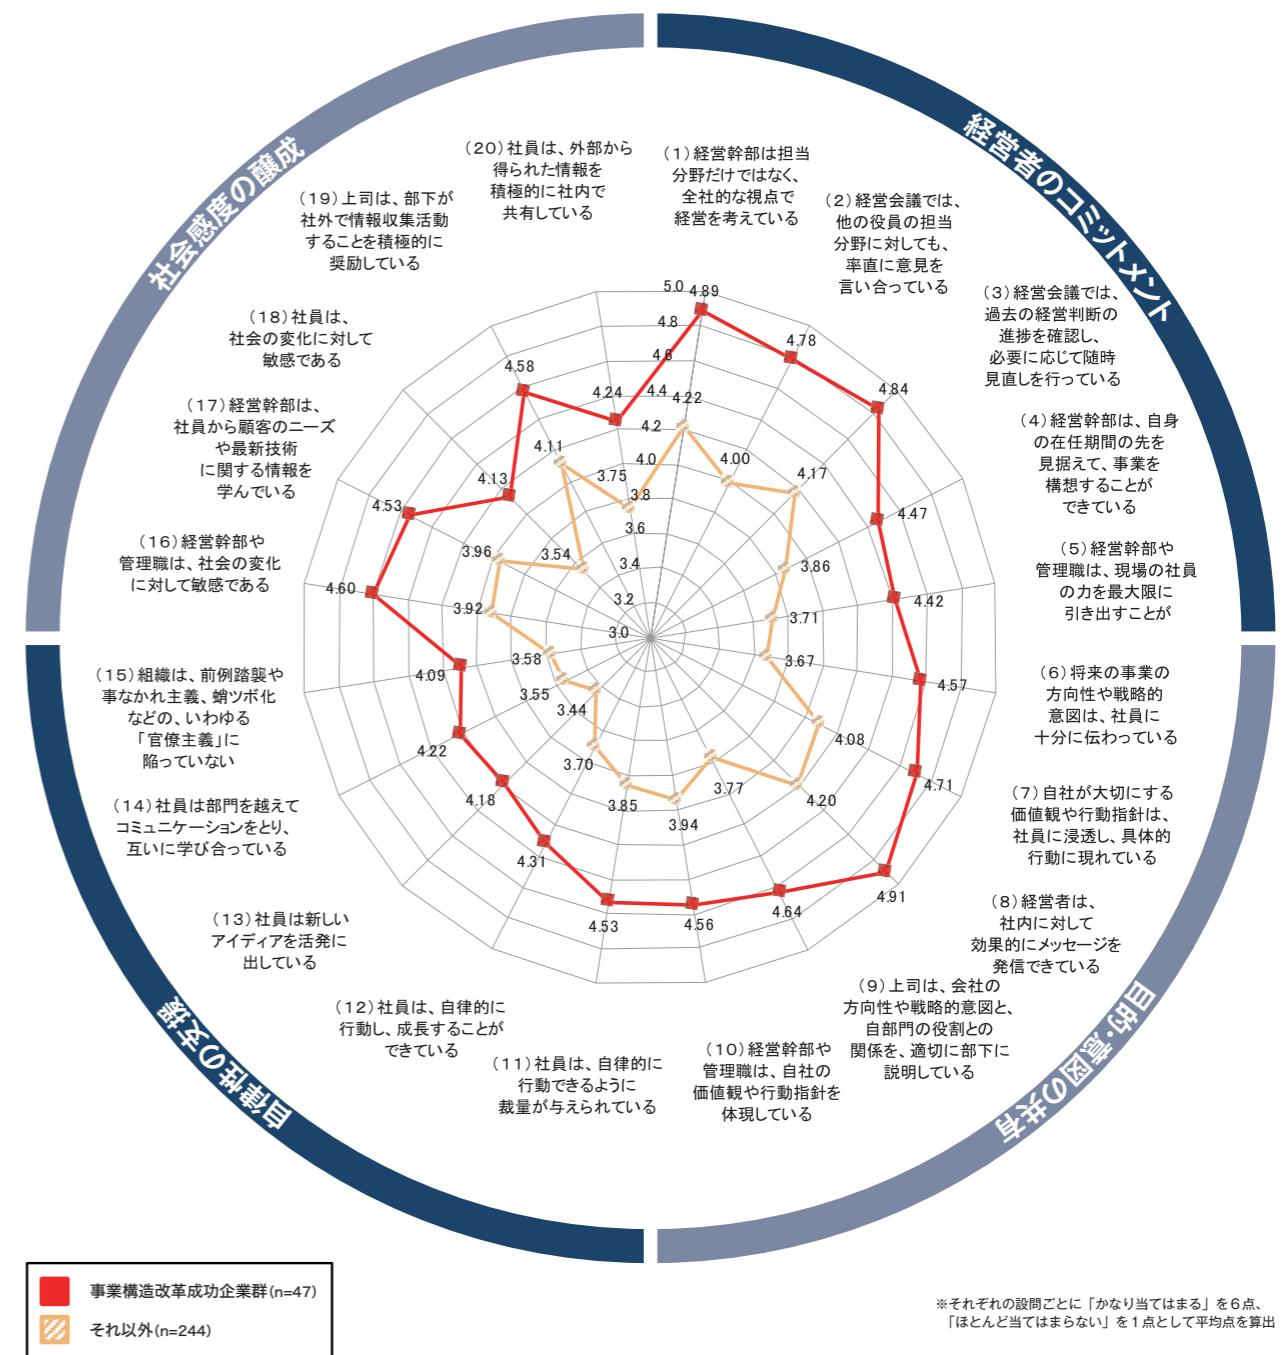 経営者のコミットメント
目的・意図の共有
自律性の支援
社会感度の醸成
（1）経営幹部は担当
分野だけではなく、
全社的な視点で
経営を考えている
（2）経営会議では、
他の役員の担当
分野に対しても、
率直に意見を
言い合っている
（3）経営会議では、
過去の経営判断の
進捗を確認し、
必要に応じて随時
見直しを行っている
（4）経営幹部は、自身
の在任期間の先を
見据えて、事業を
構想することが
できている
（5）経営幹部や
管理職は、現場の社員
の力を最大限に
引き出すことが
（6）将来の事業の
方向性や戦略的
意図は、社員に
十分に伝わっている
（7）自社が大切にする
価値観や行動指針は、
社員に浸透し、具体的
行動に現れている
（8）経営者は、
社内に対して
効果的にメッセージを
発信できている
（9）上司は、会社の
方向性や戦略的意図と、
自部門の役割との
関係を、適切に部下に
説明している
（10）経営幹部や
管理職は、自社の
価値観や行動指針を
体現している
（11）社員は、自律的に
行動できるように
裁量が与えられている
（12）社員は、自律的に
行動し、成長することが
できている
（13）社員は新しい
アイディアを活発に
出している
（14）社員は部門を越えて
コミュニケーションをとり、
互いに学び合っている
（15）組織は、前例踏襲や
事なかれ主義、蛸ツボ化
などの、いわゆる
「官僚主義」に
陥っていない
（16）経営幹部や
管理職は、社会の変化
に対して敏感である
（17）経営幹部は、
社員から顧客のニーズ
や最新技術
に関する情報を
学んでいる
（18）社員は、
社会の変化に対して
敏感である
（19）上司は、部下が
社外で情報収集活動
することを積極的に
奨励している
（20）社員は、外部から
得られた情報を
積極的に社内で
共有している
5.0
4.8
4.6
4.4
4.2
4.0
3.8
3.6
3.4
3.2
3.0
4.89
4.78
4.84
4.47
4.42
4.57
4.71
4.91
4.64
4.56
4.53
4.31
4.18
4.22
4.09
4.60
4.53
4.13
4.58
4.24
4.22
4.00
4.17
3.86
3.71
3.67
4.08
4.20
3.77
3.94
3.85
3.70
3.44
3.55
3.58
3.92
3.96
3.54
4.11
3.75
事業構造改革成功企業群(n=47)
それ以外(n=244)
※それぞれの設問ごとに「かなり当てはまる」を６点、
「ほとんど当てはまらない」を１点として平均点を算出